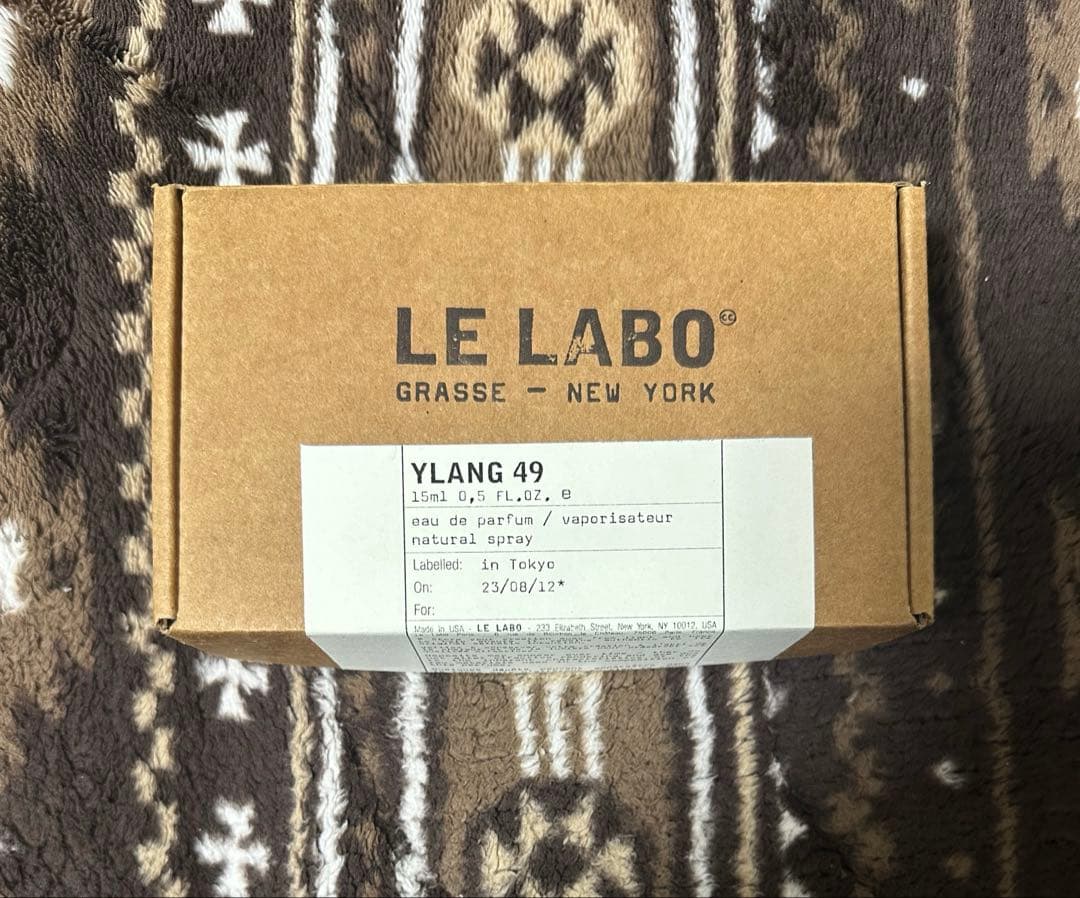 LE LABO
GRASSE — NEW YORK
YLANG 49
15ml 0,5 FL.OZ. e
eau de parfum / vaporisateur
natural spray
Labelled: in Tokyo
On: 23/08/12*
For:
Made in USA - LE LABO - 233 Elizabeth Street, New York, NY 10012, USA